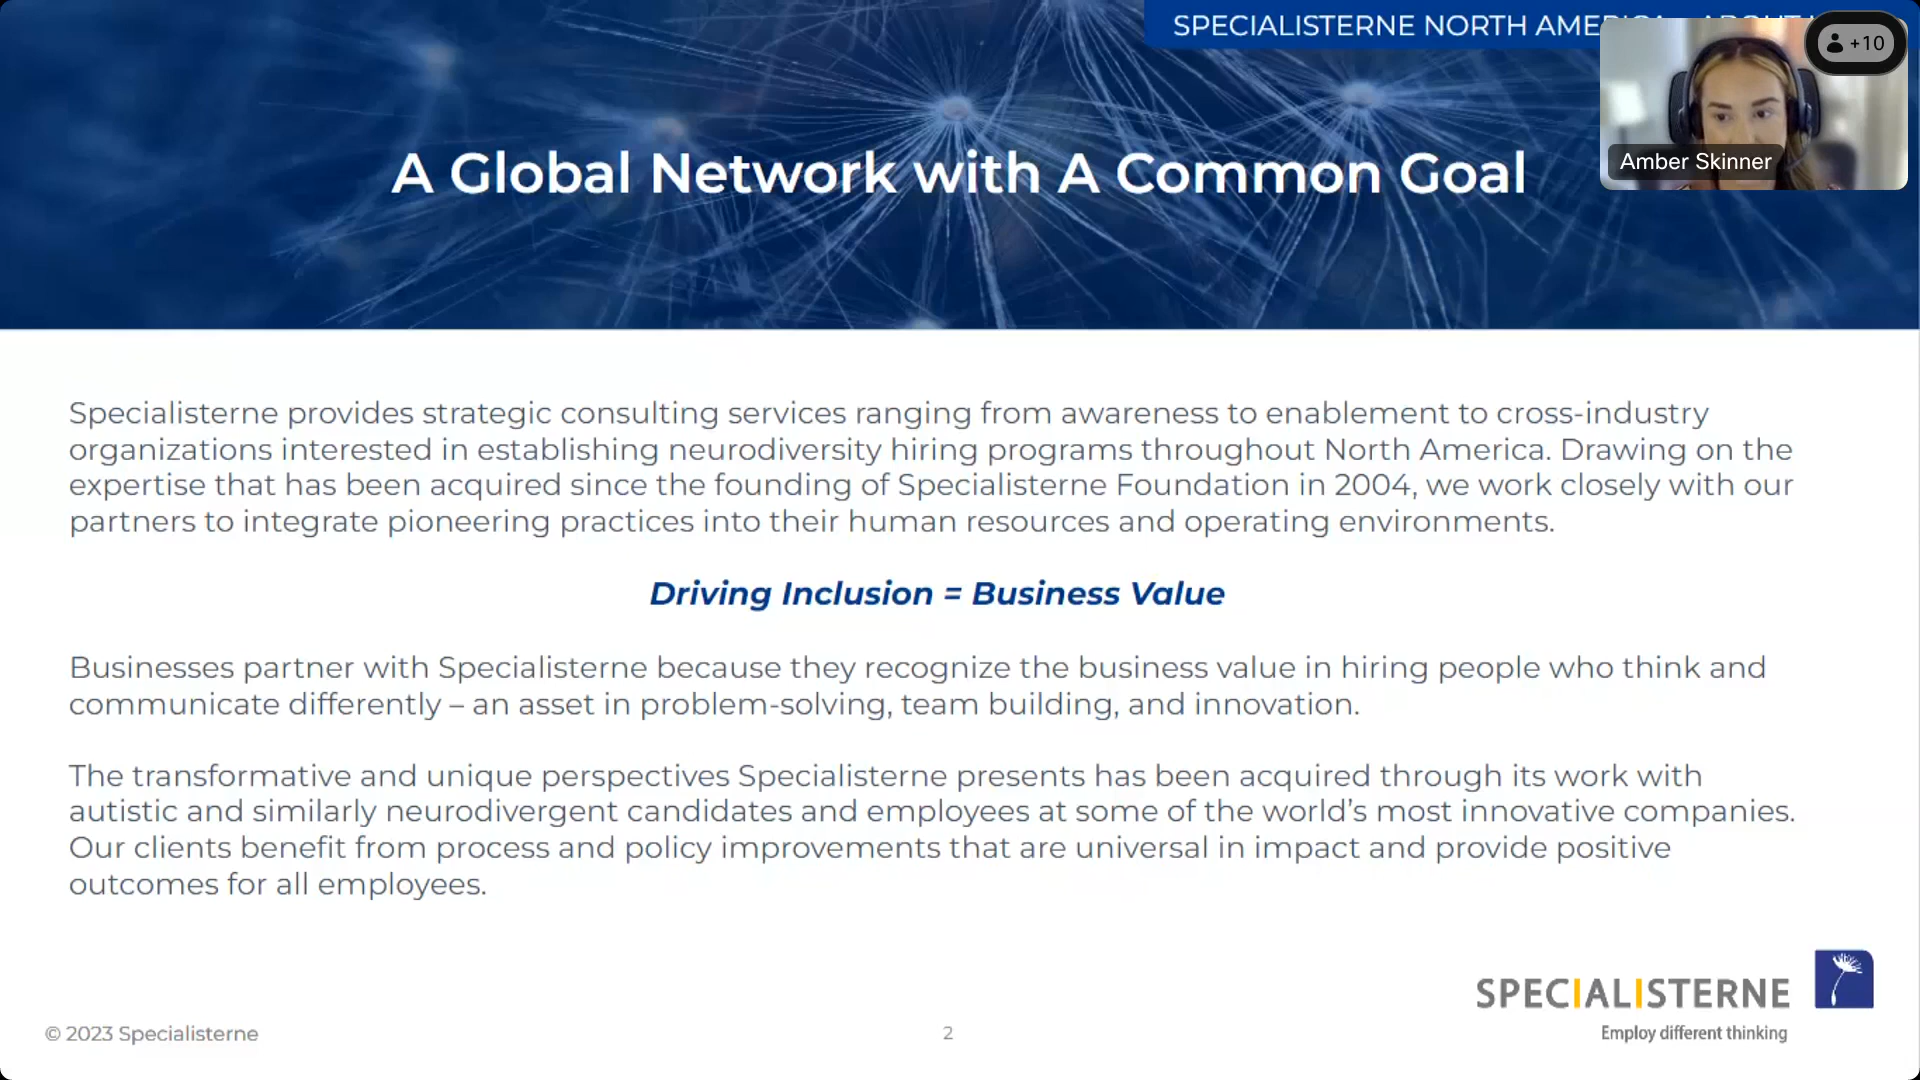 SPECIALISTERNE NORTH
+10
Amber Skinner
A Global Network with A Common Goal
Specialisterne provides strategic consulting services ranging from awareness to enablement to cross-industry
organizations interested in establishing neurodiversity hiring programs throughout North America. Drawing on the
expertise that has been acquired since the founding of Specialisterne Foundation in 2004, we work closely with our
partners to integrate pioneering practices into their human resources and operating environments.
Driving Inclusion = Business Value
Businesses partner with Specialisterne because they recognize the business value in hiring people who think and
communicate differently – an asset in problem-solving, team building, and innovation.
The transformative and unique perspectives Specialisterne presents has been acquired through its work with
autistic and similarly neurodivergent candidates and employees at some of the world’s most innovative companies.
Our clients benefit from process and policy improvements that are universal in impact and provide positive
outcomes for all employees.
SPECIALISTERNE
Employ different thinking
© 2023 Specialisterne
2